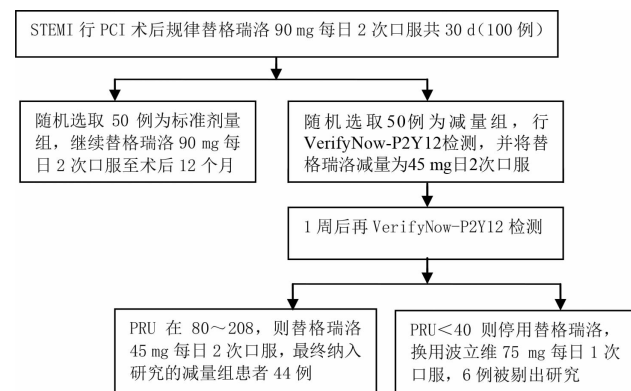 STEMI 行 PCI 术后规律替格瑞洛 90 mg 每日 2 次口服共 30 d（100 例）
随机选取 50 例为标准剂量
组，继续替格瑞洛 90 mg 每
日 2 次口服至术后 12 个月
随机选取50例为减量组，行
VerifyNow-P2Y12检测，并将替
格瑞洛减量为45 mg日2次口服
1 周后再 VerifyNow-P2Y12 检测
PRU 在 80～208，则替格瑞洛
45 mg 每日 2 次口服，最终纳入
研究的减量组患者 44 例
PRU＜40 则停用替格瑞洛，
换用波立维 75 mg 每日 1 次
口服，6 例被剔出研究